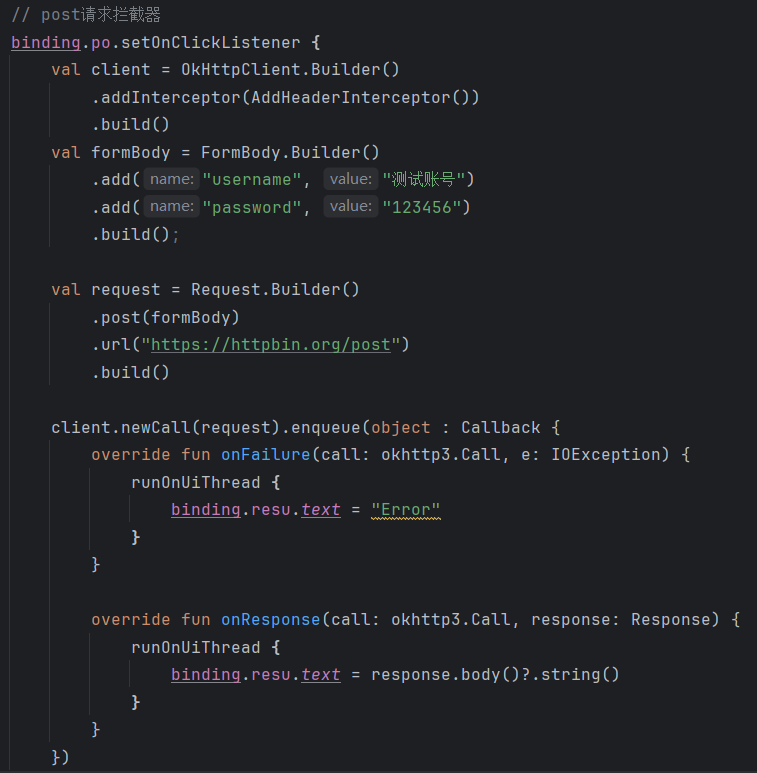 // post请求拦截器
binding.po.setOnClickListener {
    val client = OkHttpClient.Builder()
        .addInterceptor(AddHeaderInterceptor())
        .build()
    val formBody = FormBody.Builder()
        .add( name: "username", value: "测试账号")
        .add( name: "password", value: "123456")
        .build();
    val request = Request.Builder()
        .post(formBody)
        .url("https://httpbin.org/post")
        .build()
    client.newCall(request).enqueue(object : Callback {
        override fun onFailure(call: okhttp3.Call, e: IOException) {
            runOnUiThread {
                binding.resu.text = "Error"
            }
        }
        override fun onResponse(call: okhttp3.Call, response: Response) {
            runOnUiThread {
                binding.resu.text = response.body()?.string()
            }
        }
    })